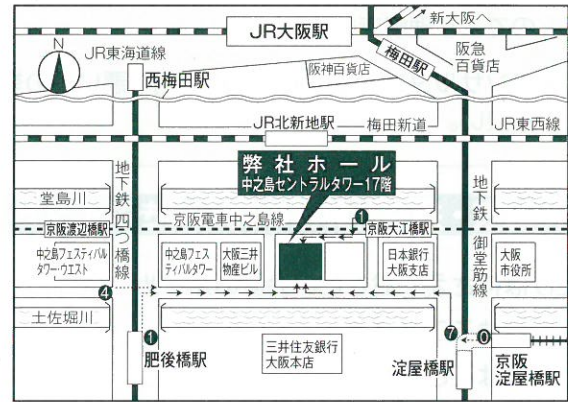 新大阪へ
JR大阪駅
N
JR東海道線
西梅田駅
阪神百貨店
梅田駅
阪急
百貨店
JR北新地駅
梅田新道
JR東西線
弊社ホール
中之島セントラルタワー17階
地下鉄 四つ橋線
地下鉄 御堂筋線
堂島川
京阪電車中之島線
京阪渡辺橋駅
1
京阪大江橋駅
中之島フェスティバル
タワー・ウエスト
中之島フェス
ティバルタワー
大阪三井
物産ビル
日本銀行
大阪支店
大阪
市役所
4
土佐堀川
1
肥後橋駅
三井住友銀行
大阪本店
7
0
淀屋橋駅
京阪
淀屋橋駅